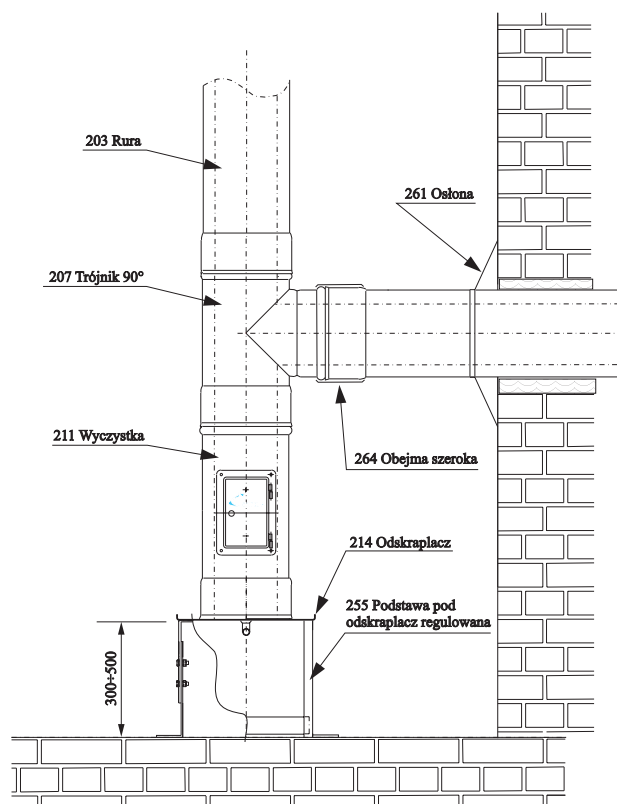 203 Rura
261 Osłona
207 Trójnik 90°
211 Wyczystka
264 Obejma szeroka
214 Odskraplacz
255 Podstawa pod
odskraplacz regulowana
300÷500